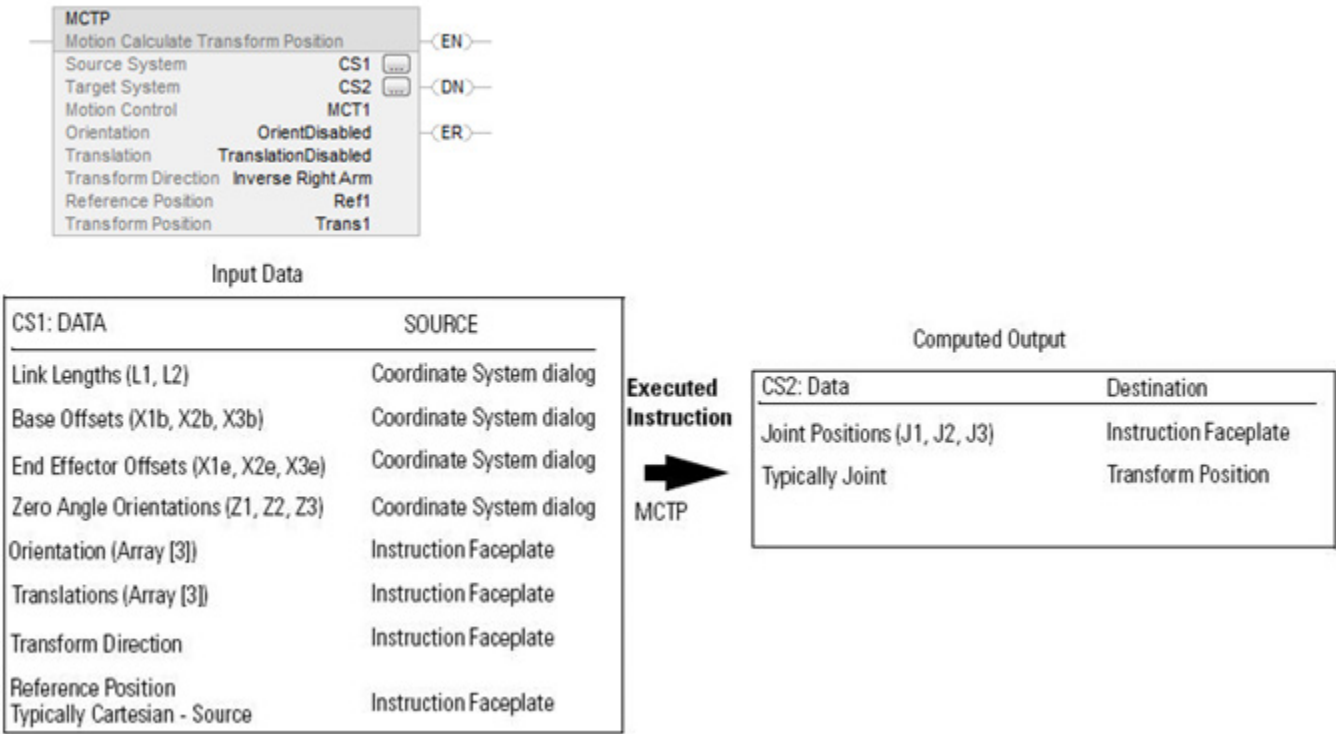 MCTP
Motion Calculate Transform Position
EN
Source System CS1 ...
Target System CS2 ...
DN
Motion Control MCT1
Orientation OrientDisabled
ER
Translation TranslationDisabled
Transform Direction Inverse Right Arm
Reference Position Ref1
Transform Position Trans1
Input Data
CS1: DATA SOURCE
Link Lengths (L1, L2) Coordinate System dialog
Base Offsets (X1b, X2b, X3b) Coordinate System dialog
End Effector Offsets (X1e, X2e, X3e) Coordinate System dialog
Zero Angle Orientations (Z1, Z2, Z3) Coordinate System dialog
Orientation (Array [3]) Instruction Faceplate
Translations (Array [3]) Instruction Faceplate
Transform Direction Instruction Faceplate
Reference Position
Typically Cartesian - Source Instruction Faceplate
Executed
Instruction
MCTP
Computed Output
CS2: Data Destination
Joint Positions (J1, J2, J3) Instruction Faceplate
Typically Joint Transform Position